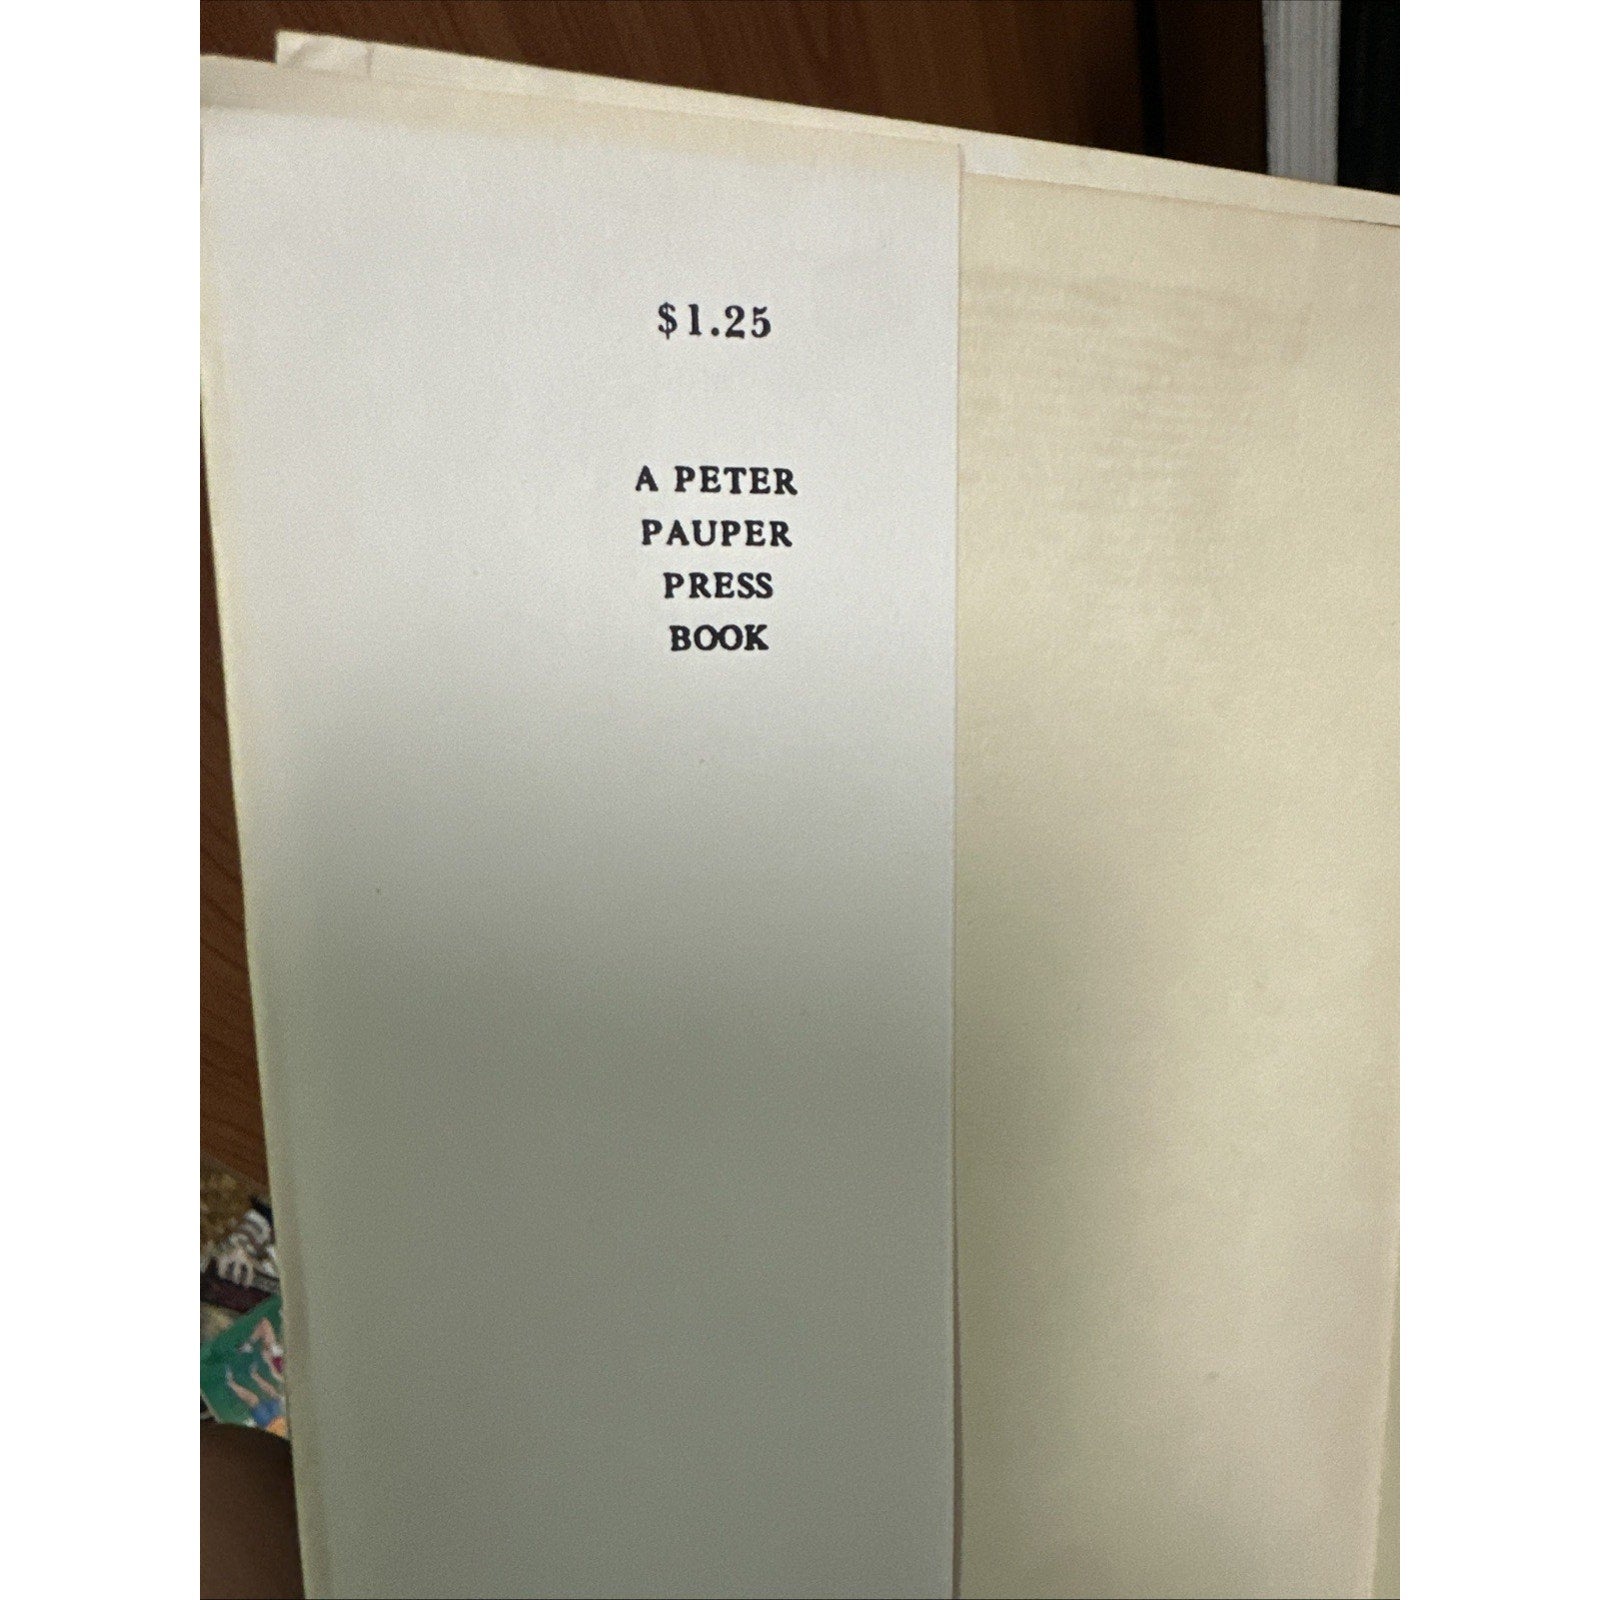 $1.25
A PETER
PAUPER
PRESS
BOOK